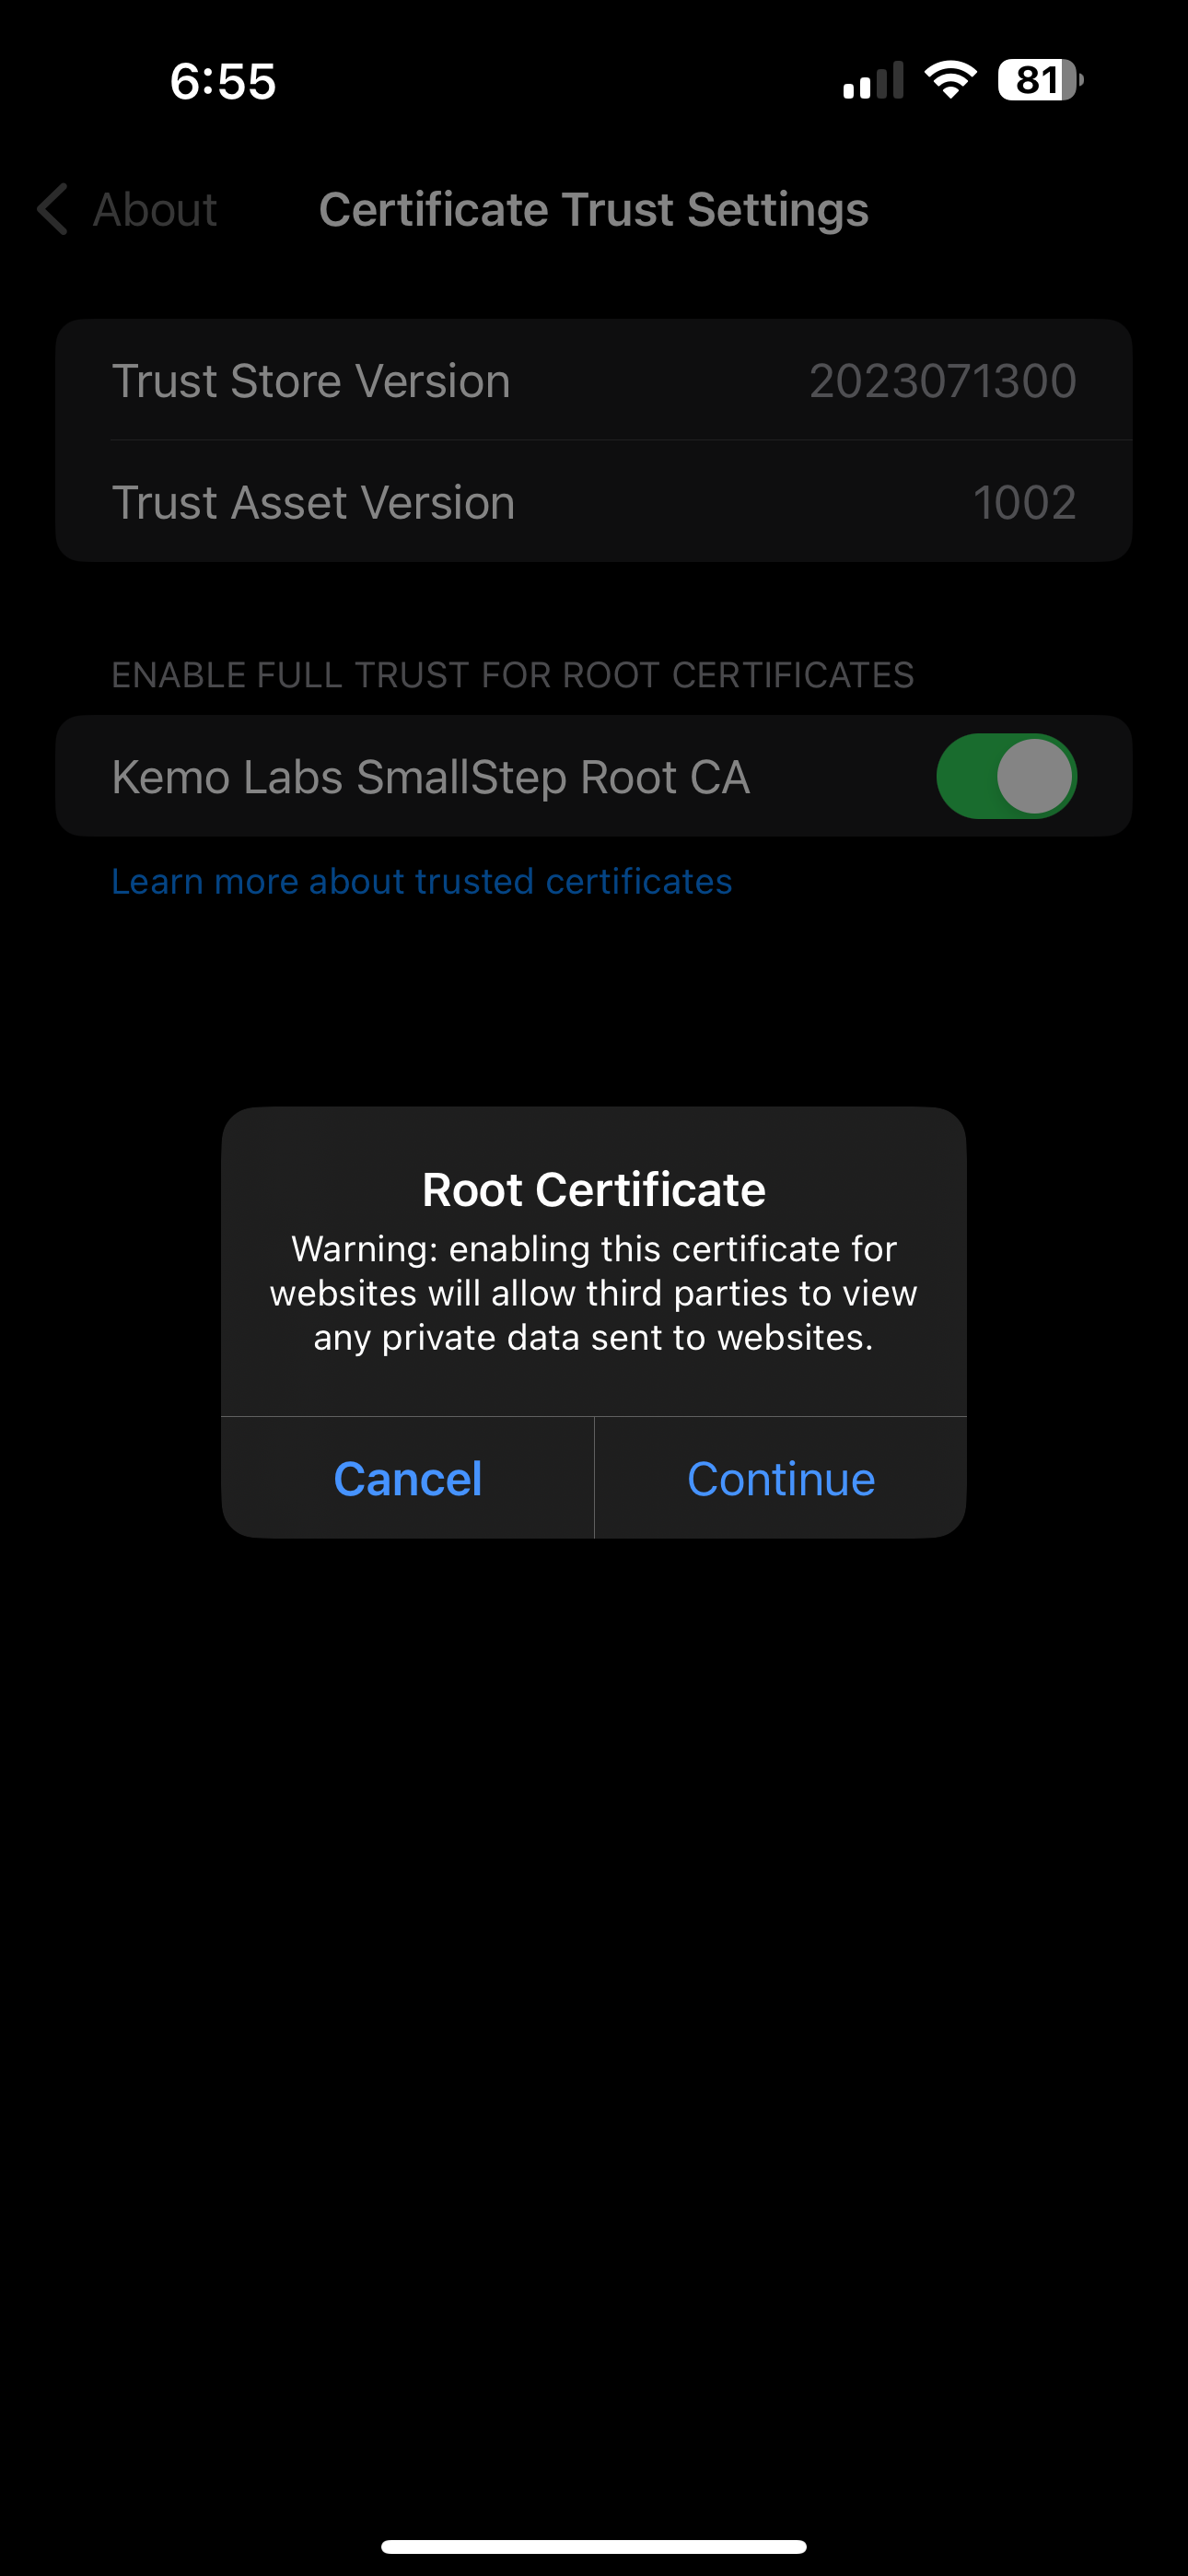 6:55
81
About
Certificate Trust Settings
Trust Store Version 2023071300
Trust Asset Version 1002
ENABLE FULL TRUST FOR ROOT CERTIFICATES
Kemo Labs SmallStep Root CA
Learn more about trusted certificates
Root Certificate
Warning: enabling this certificate for
websites will allow third parties to view
any private data sent to websites.
Cancel
Continue